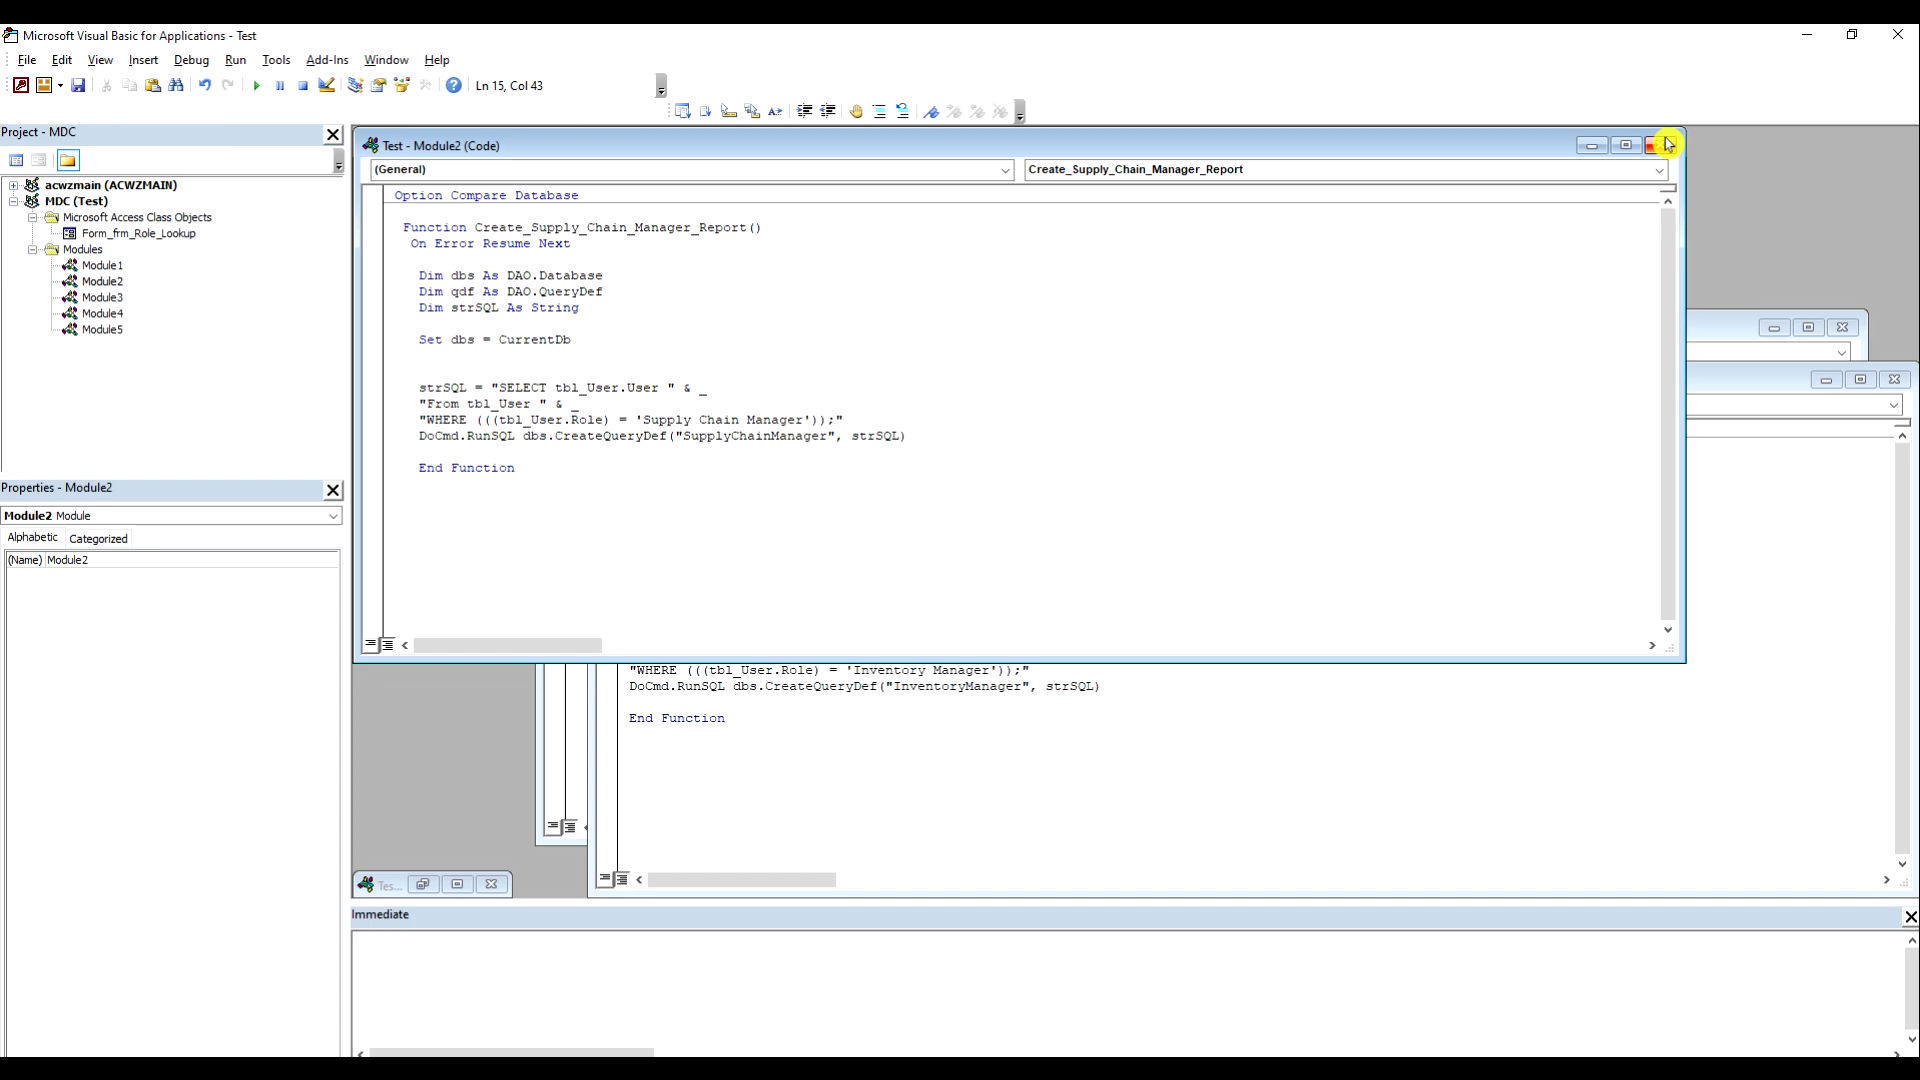 Microsoft Visual Basic for Applications - Test
File Edit View Insert Debug Run Tools Add-Ins Window Help
Ln 15, Col 43
Project - MDC
acwzmain (ACWZMAIN)
MDC (Test)
Microsoft Access Class Objects
Form_frm_Role_Lookup
Modules
Module1
Module2
Module3
Module4
Module5
Properties - Module2
Module2 Module
Alphabetic Categorized
(Name) Module2
Test - Module2 (Code)
(General) Create_Supply_Chain_Manager_Report
Option Compare Database
Function Create_Supply_Chain_Manager_Report()
On Error Resume Next
Dim dbs As DAO.Database
Dim qdf As DAO.QueryDef
Dim strSQL As String
Set dbs = CurrentDb
strSQL = "SELECT tbl_User.User " & _
"From tbl_User " & _
"WHERE (((tbl_User.Role) = 'Supply Chain Manager'));"
DoCmd.RunSQL dbs.CreateQueryDef("SupplyChainManager", strSQL)
End Function
"WHERE (((tbl_User.Role) = 'Inventory Manager'));"
DoCmd.RunSQL dbs.CreateQueryDef("InventoryManager", strSQL)
End Function
Tes...
Immediate